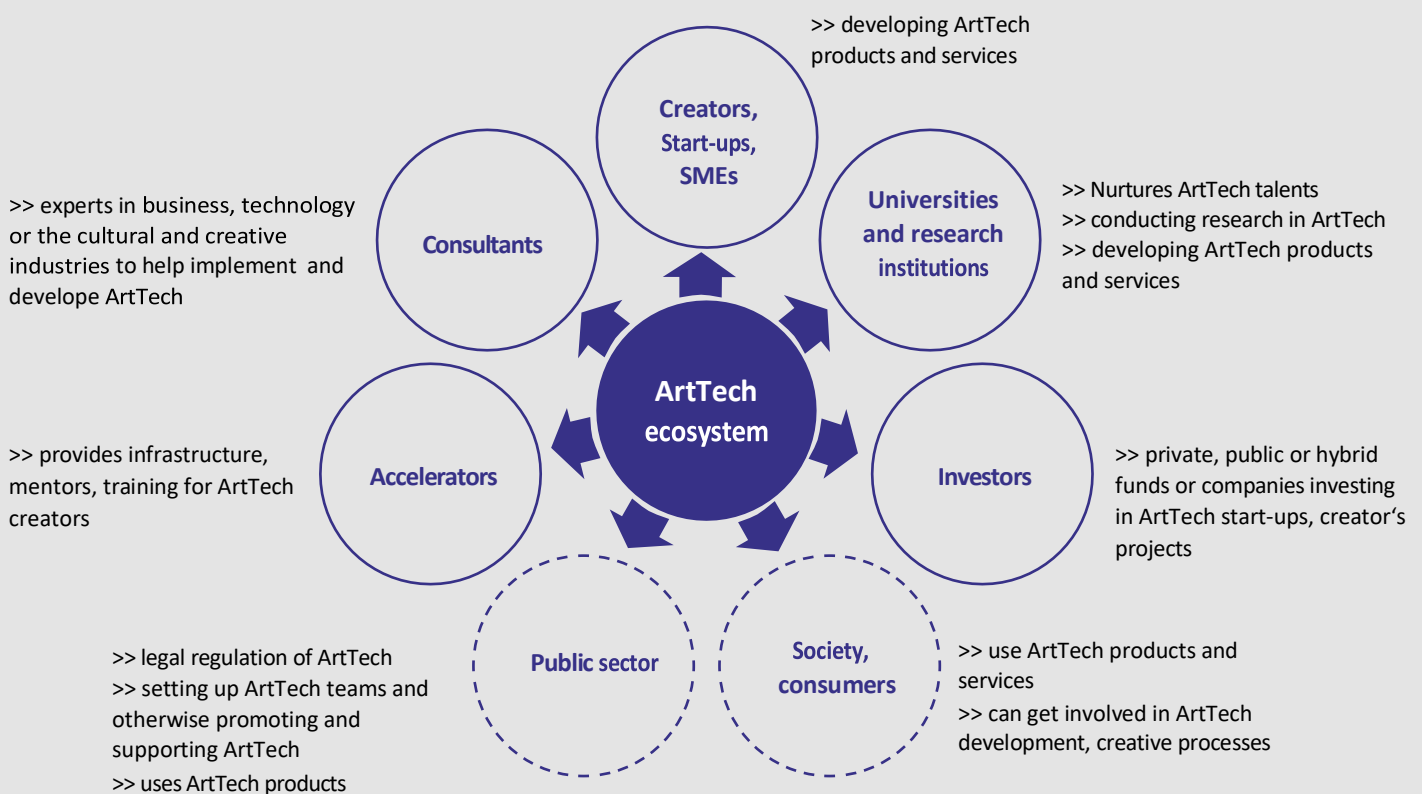 >> developing ArtTech
products and services
Creators,
Start-ups,
SMEs
Universities
and research
institutions
>> Nurtures ArtTech talents
>> conducting research in ArtTech
>> developing ArtTech products
and services
>> experts in business, technology
or the cultural and creative
industries to help implement and
develope ArtTech
Consultants
ArtTech
ecosystem
>> provides infrastructure,
mentors, training for ArtTech
creators
Accelerators
Investors
>> private, public or hybrid
funds or companies investing
in ArtTech start-ups, creator‘s
projects
>> legal regulation of ArtTech
>> setting up ArtTech teams and
otherwise promoting and
supporting ArtTech
>> uses ArtTech products
Public sector
Society,
consumers
>> use ArtTech products and
services
>> can get involved in ArtTech
development, creative processes